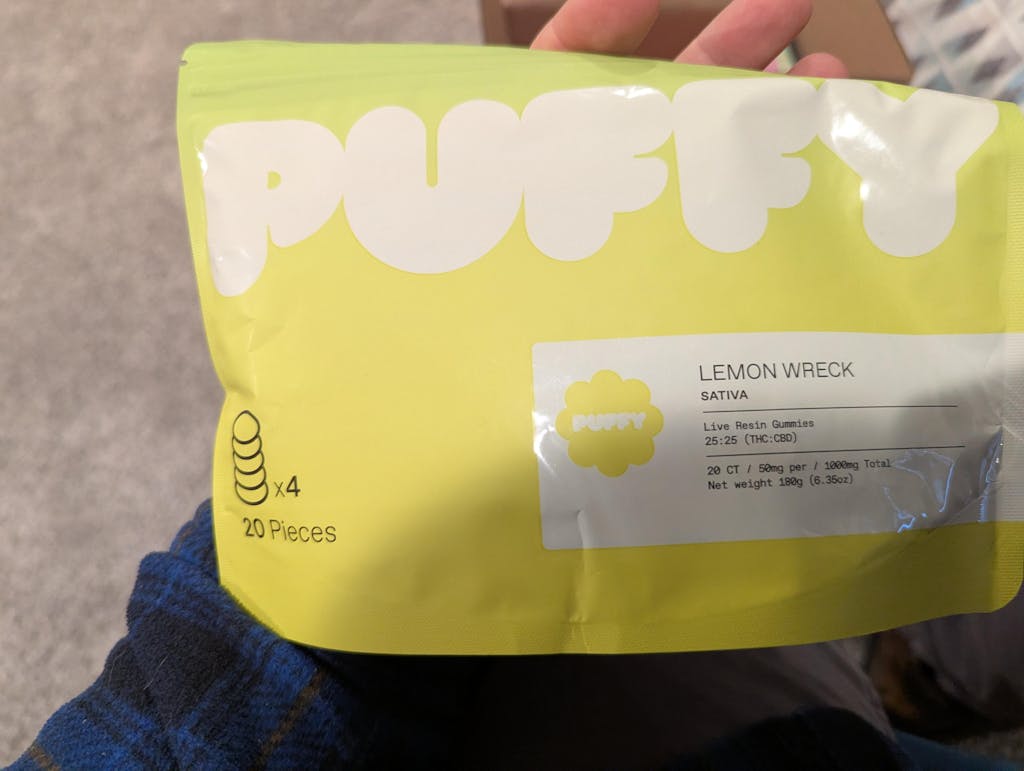 PUFFY
LEMON WRECK
SATIVA
PUFFY
Live Resin Gummies
25:25 (THC:CBD)
20 CT / 50mg per / 1000mg Total
Net weight 180g (6.35oz)
x4
20 Pieces